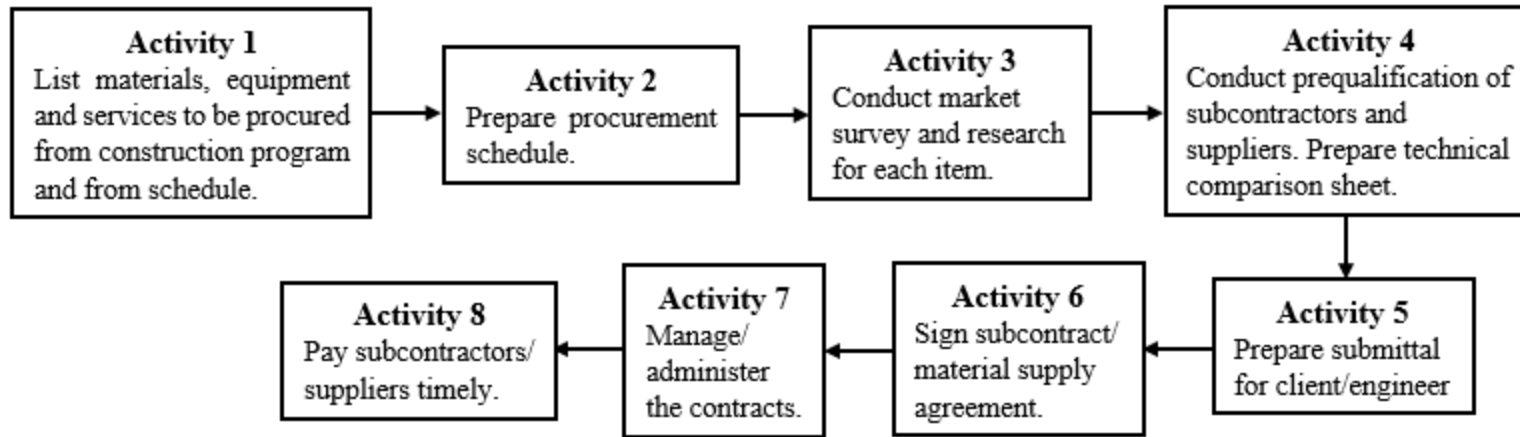 Activity 1
List materials, equipment
and services to be procured
from construction program
and from schedule.
Activity 2
Prepare procurement
schedule.
Activity 3
Conduct market
survey and research
for each item.
Activity 4
Conduct prequalification of
subcontractors and
suppliers. Prepare technical
comparison sheet.
Activity 5
Prepare submittal
for client/engineer
Activity 6
Sign subcontract/
material supply
agreement.
Activity 7
Manage/
administer
the contracts.
Activity 8
Pay subcontractors/
suppliers timely.